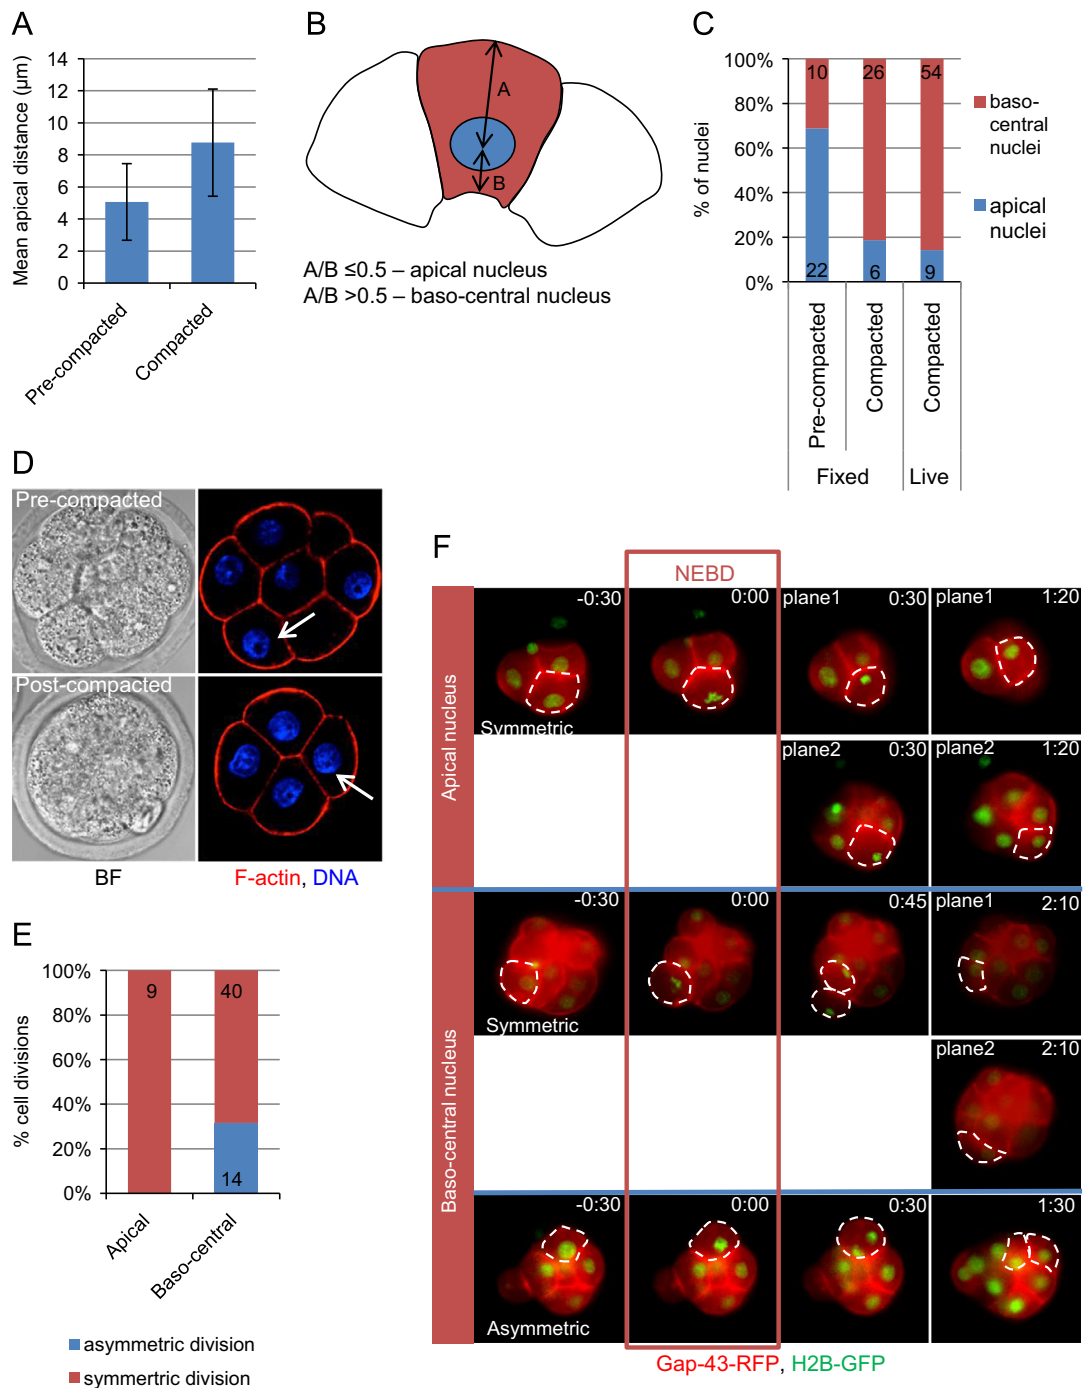 A
Mean apical distance (μm)
14
12
10
8
6
4
2
0
Pre-compacted
Compacted
B
A
B
A/B ≤0.5 – apical nucleus
A/B >0.5 – baso-central nucleus
C
% of nuclei
100%
80%
60%
40%
20%
0%
10
26
54
22
6
9
baso-
central
nuclei
apical
nuclei
Pre-compacted
Compacted
Compacted
Fixed
Live
D
Pre-compacted
Post-compacted
BF
F-actin, DNA
E
% cell divisions
100%
80%
60%
40%
20%
0%
9
40
14
Apical
Baso-central
asymmetric division
symmertric division
F
NEBD
Apical nucleus
-0:30
0:00
plane1 0:30
plane1 1:20
Symmetric
plane2 0:30
plane2 1:20
Baso-central nucleus
-0:30
0:00
0:45
plane1 2:10
Symmetric
plane2 2:10
-0:30
0:00
0:30
1:30
Asymmetric
Gap-43-RFP, H2B-GFP